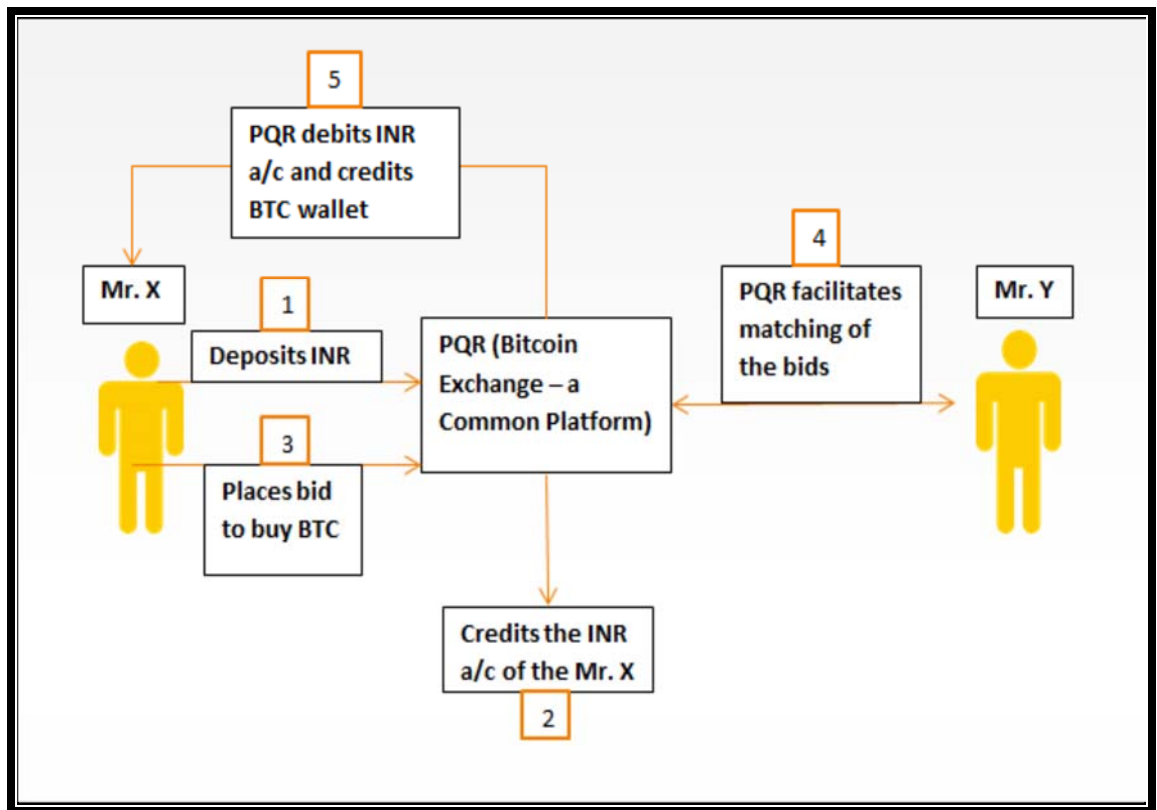 5
PQR debits INR
a/c and credits
BTC wallet
4
Mr. X
PQR facilitates
matching of
the bids
Mr. Y
1
Deposits INR
PQR (Bitcoin
Exchange – a
Common Platform)
3
Places bid
to buy BTC
Credits the INR
a/c of the Mr. X
2